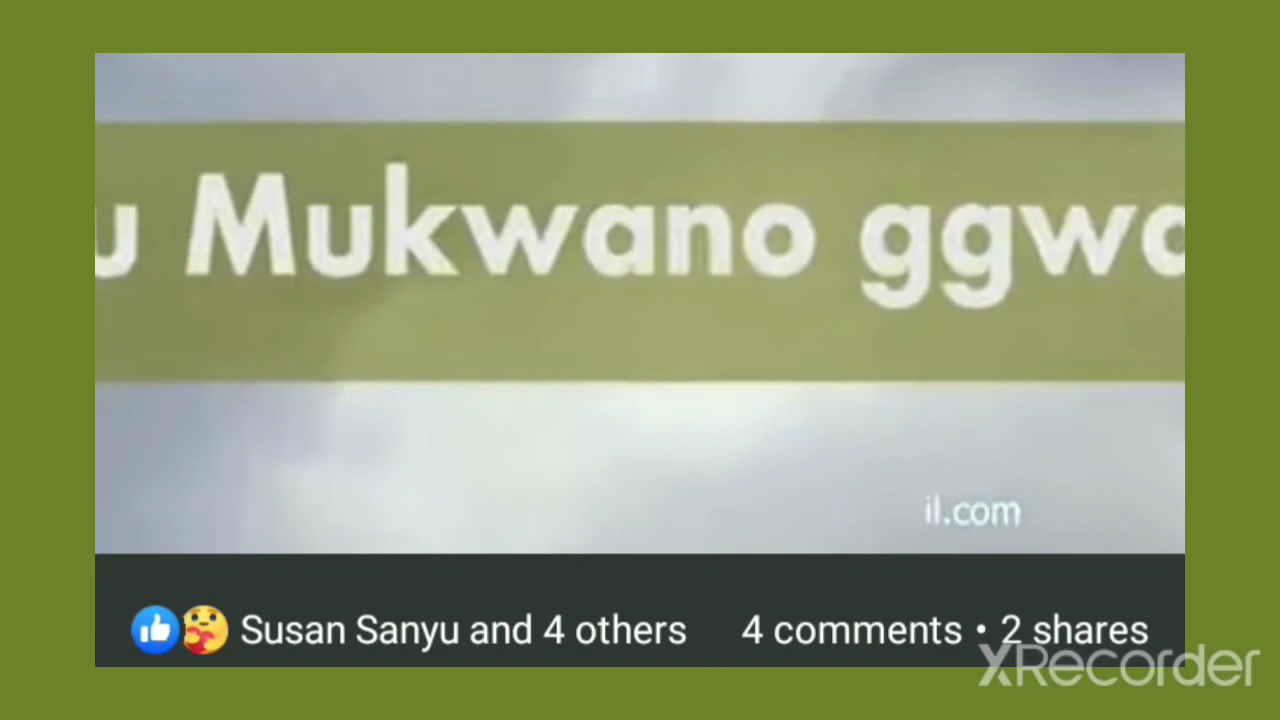 u Mukwano ggwa
il.com
Susan Sanyu and 4 others 4 comments • 2 shares
XRecorder